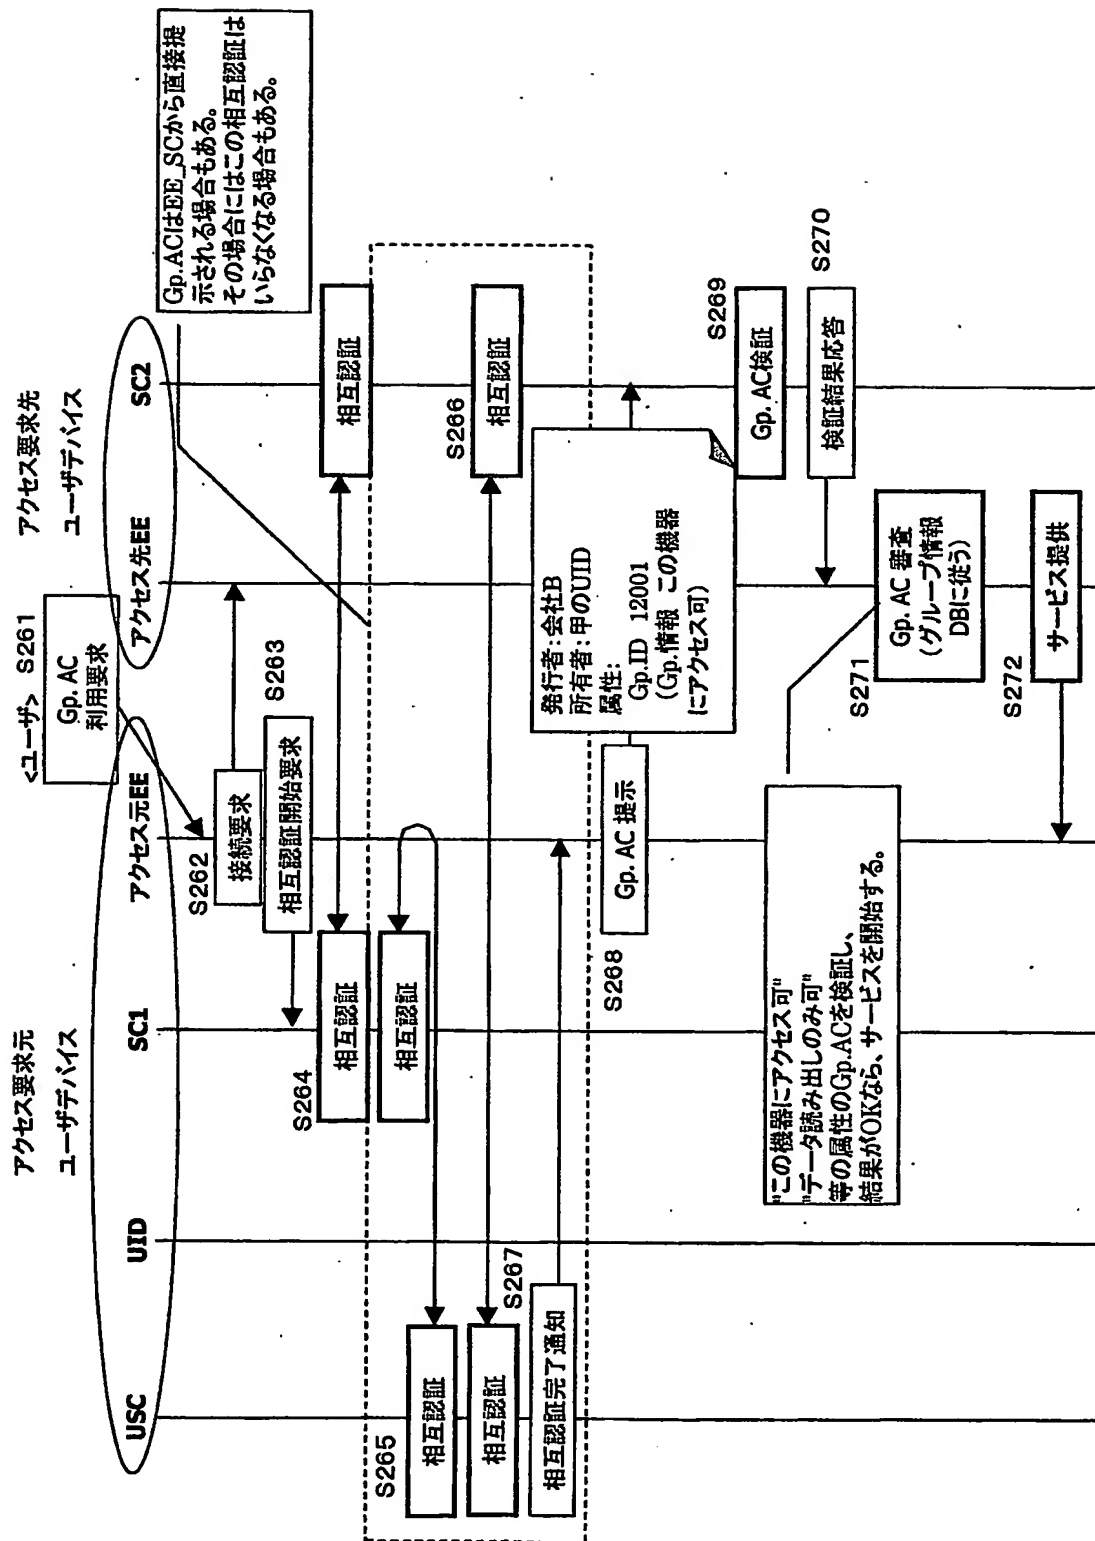 アクセス要求元
ユーザデバイス
アクセス要求先
ユーザデバイス
<ユーザ> S261
Gp. AC
利用要求
USC
UID
SC1
アクセス元EE
アクセス先EE
SC2
Gp.ACはEE_SCから直接提
示される場合もある。
その場合にはこの相互認証は
いらなくなる場合もある。
S262
接続要求
S263
相互認証開始要求
S264
相互認証
相互認証
S265
相互認証
相互認証
S266
相互認証
相互認証
S267
相互認証完了通知
S268
Gp. AC 提示
発行者:会社B
所有者:甲のUID
属性:
Gp.ID 12001
(Gp.情報 この機器
にアクセス可)
S269
Gp. AC検証
S270
検証結果応答
S271
Gp. AC 審査
(グループ情報
DBに従う)
"この機器にアクセス可"
"データ読み出しのみ可"
等の属性のGp.ACを検証し、
結果がOKなら、サービスを開始する。
S272
サービス提供